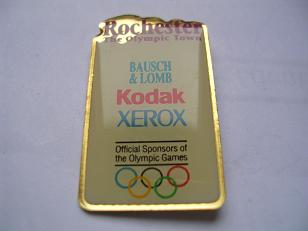 Rochester
The Olympic Town
BAUSCH
& LOMB
Kodak
XEROX
Official Sponsors of
the Olympic Games